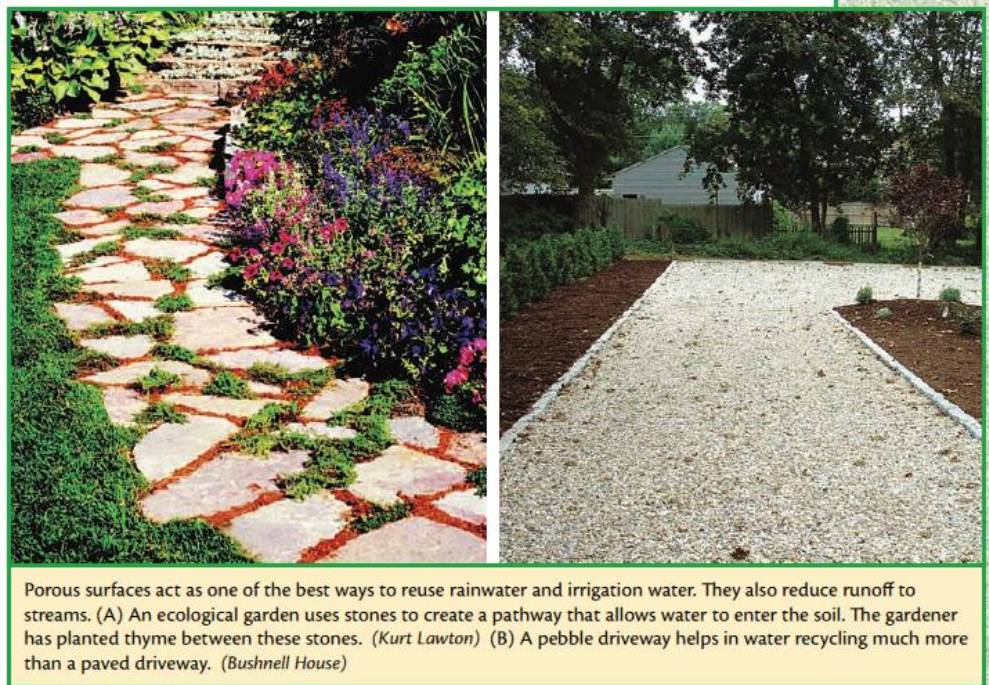 Porous surfaces act as one of the best ways to reuse rainwater and irrigation water. They also reduce runoff to
streams. (A) An ecological garden uses stones to create a pathway that allows water to enter the soil. The gardener
has planted thyme between these stones. (Kurt Lawton) (B) A pebble driveway helps in water recycling much more
than a paved driveway. (Bushnell House)